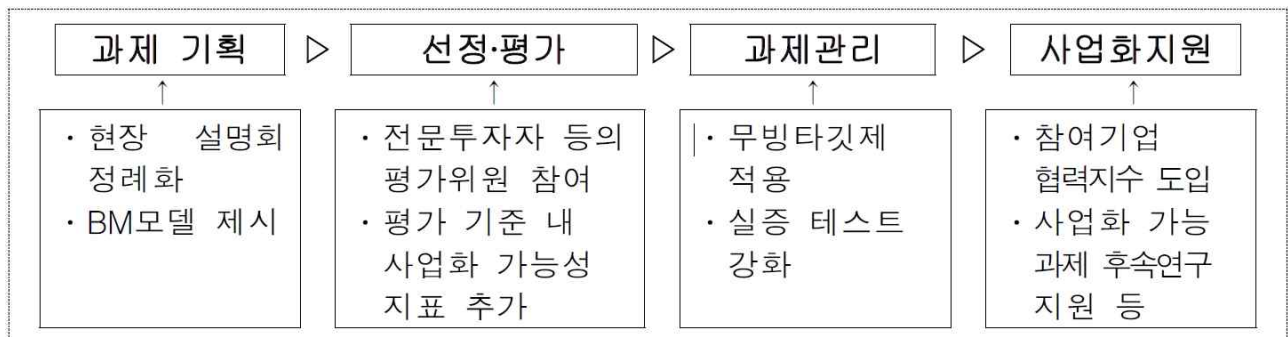 과제 기획 ▷ 선정·평가 ▷ 과제관리 ▷ 사업화지원
↑ ↑ ↑ ↑
· 현장 설명회
정례화
· BM모델 제시
· 전문투자자 등의
평가위원 참여
· 평가 기준 내
사업화 가능성
지표 추가
· 무빙타깃제
적용
· 실증 테스트
강화
· 참여기업
협력지수 도입
· 사업화 가능
과제 후속연구
지원 등